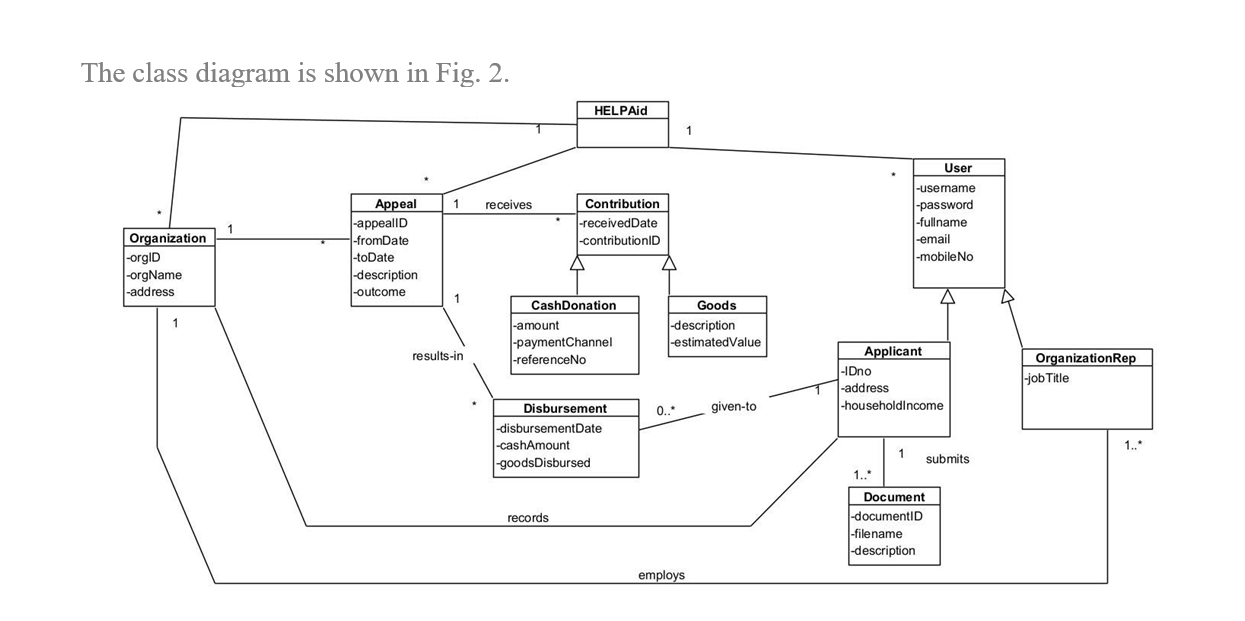 The class diagram is shown in Fig. 2.
HELPAid
1
1
*
*
*
User
-username
-password
-fullname
-email
-mobileNo
Appeal
-appealID
-fromDate
-toDate
-description
-outcome
1
receives
*
Contribution
-receivedDate
-contributionID
Organization
-orgID
-orgName
-address
1
*
CashDonation
-amount
-paymentChannel
-referenceNo
Goods
-description
-estimatedValue
1
results-in
*
Disbursement
-disbursementDate
-cashAmount
-goodsDisbursed
0..*
given-to
1
Applicant
-IDno
-address
-householdIncome
OrganizationRep
-jobTitle
1
1..*
1
submits
1..*
Document
-documentID
-filename
-description
records
employs